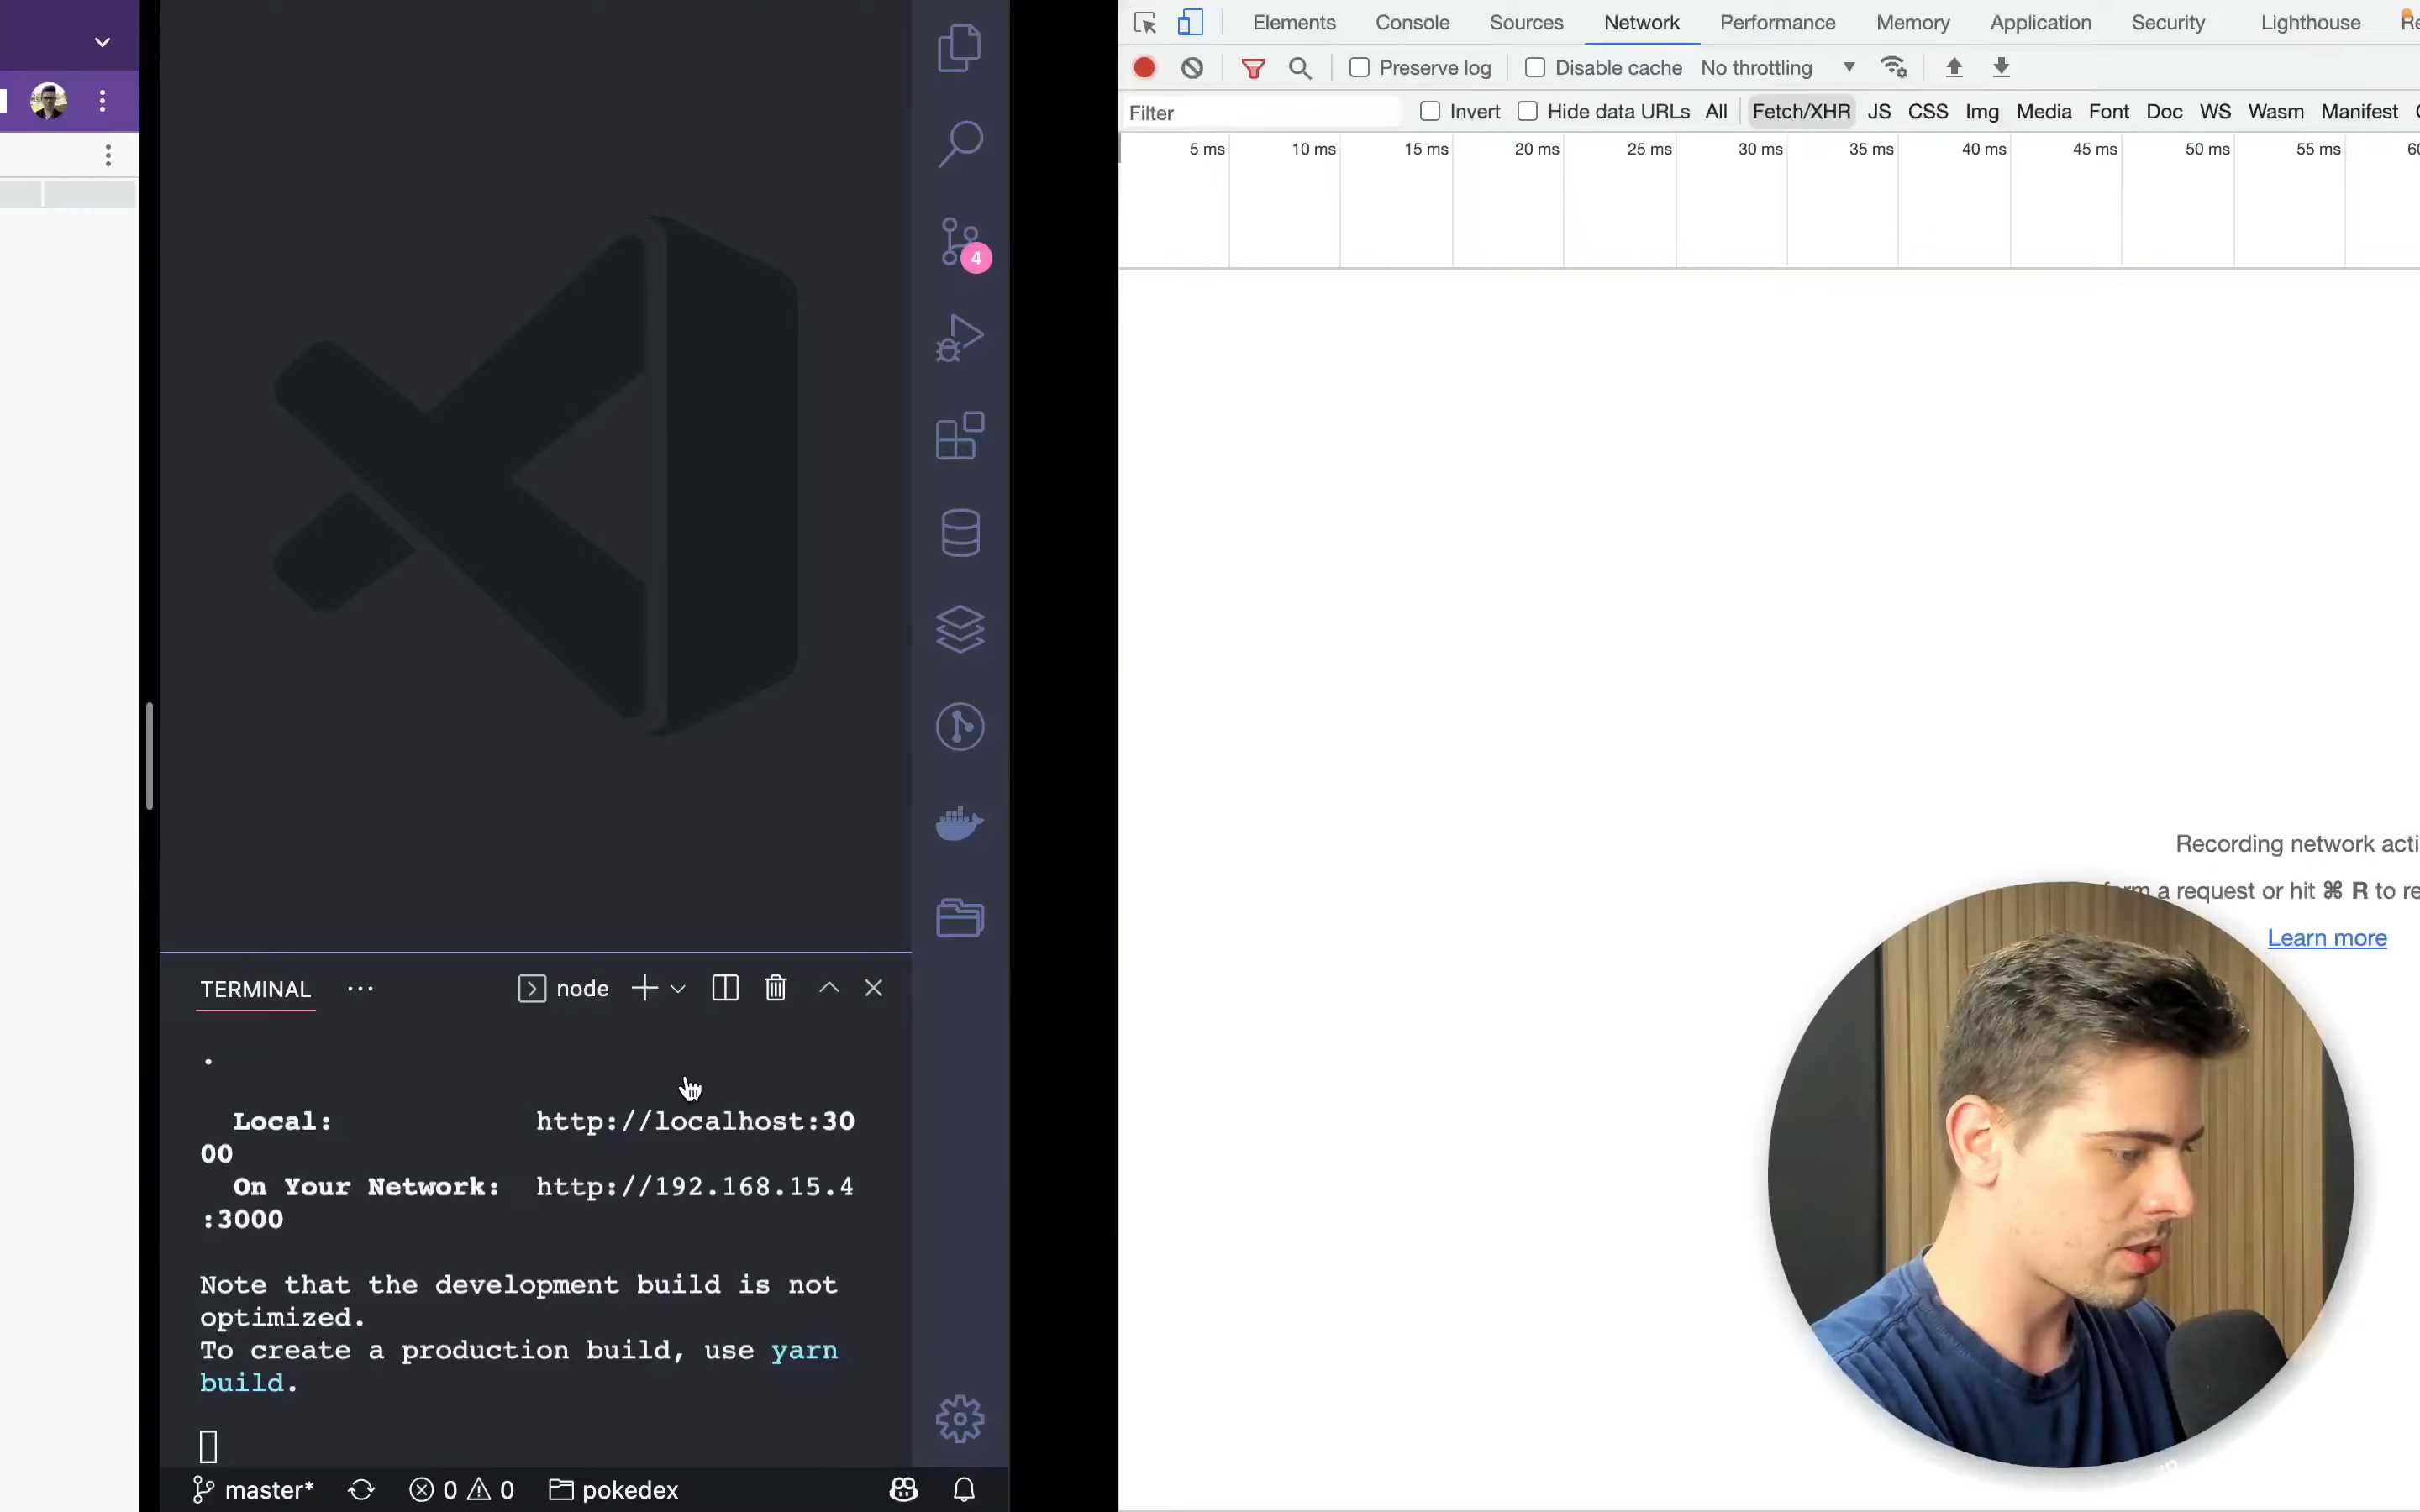 4
TERMINAL
node
.
Local: http://localhost:30
00
On Your Network: http://192.168.15.4
:3000
Note that the development build is not
optimized.
To create a production build, use yarn
build.
master* 0 0 pokedex
Elements Console Sources Network Performance Memory Application Security Lighthouse
Preserve log Disable cache No throttling
Filter Invert Hide data URLs All Fetch/XHR JS CSS Img Media Font Doc WS Wasm Manifest
5 ms 10 ms 15 ms 20 ms 25 ms 30 ms 35 ms 40 ms 45 ms 50 ms 55 ms
Recording network
a request or hit ⌘ R to
Learn more